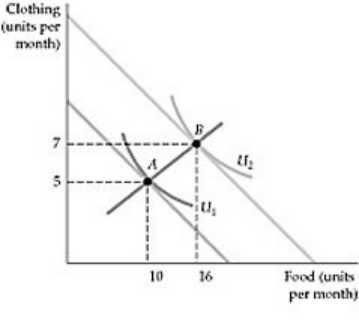 Clothing
(units per
month)
B
7
A
U2
5
U1
10
16
Food (units
per month)